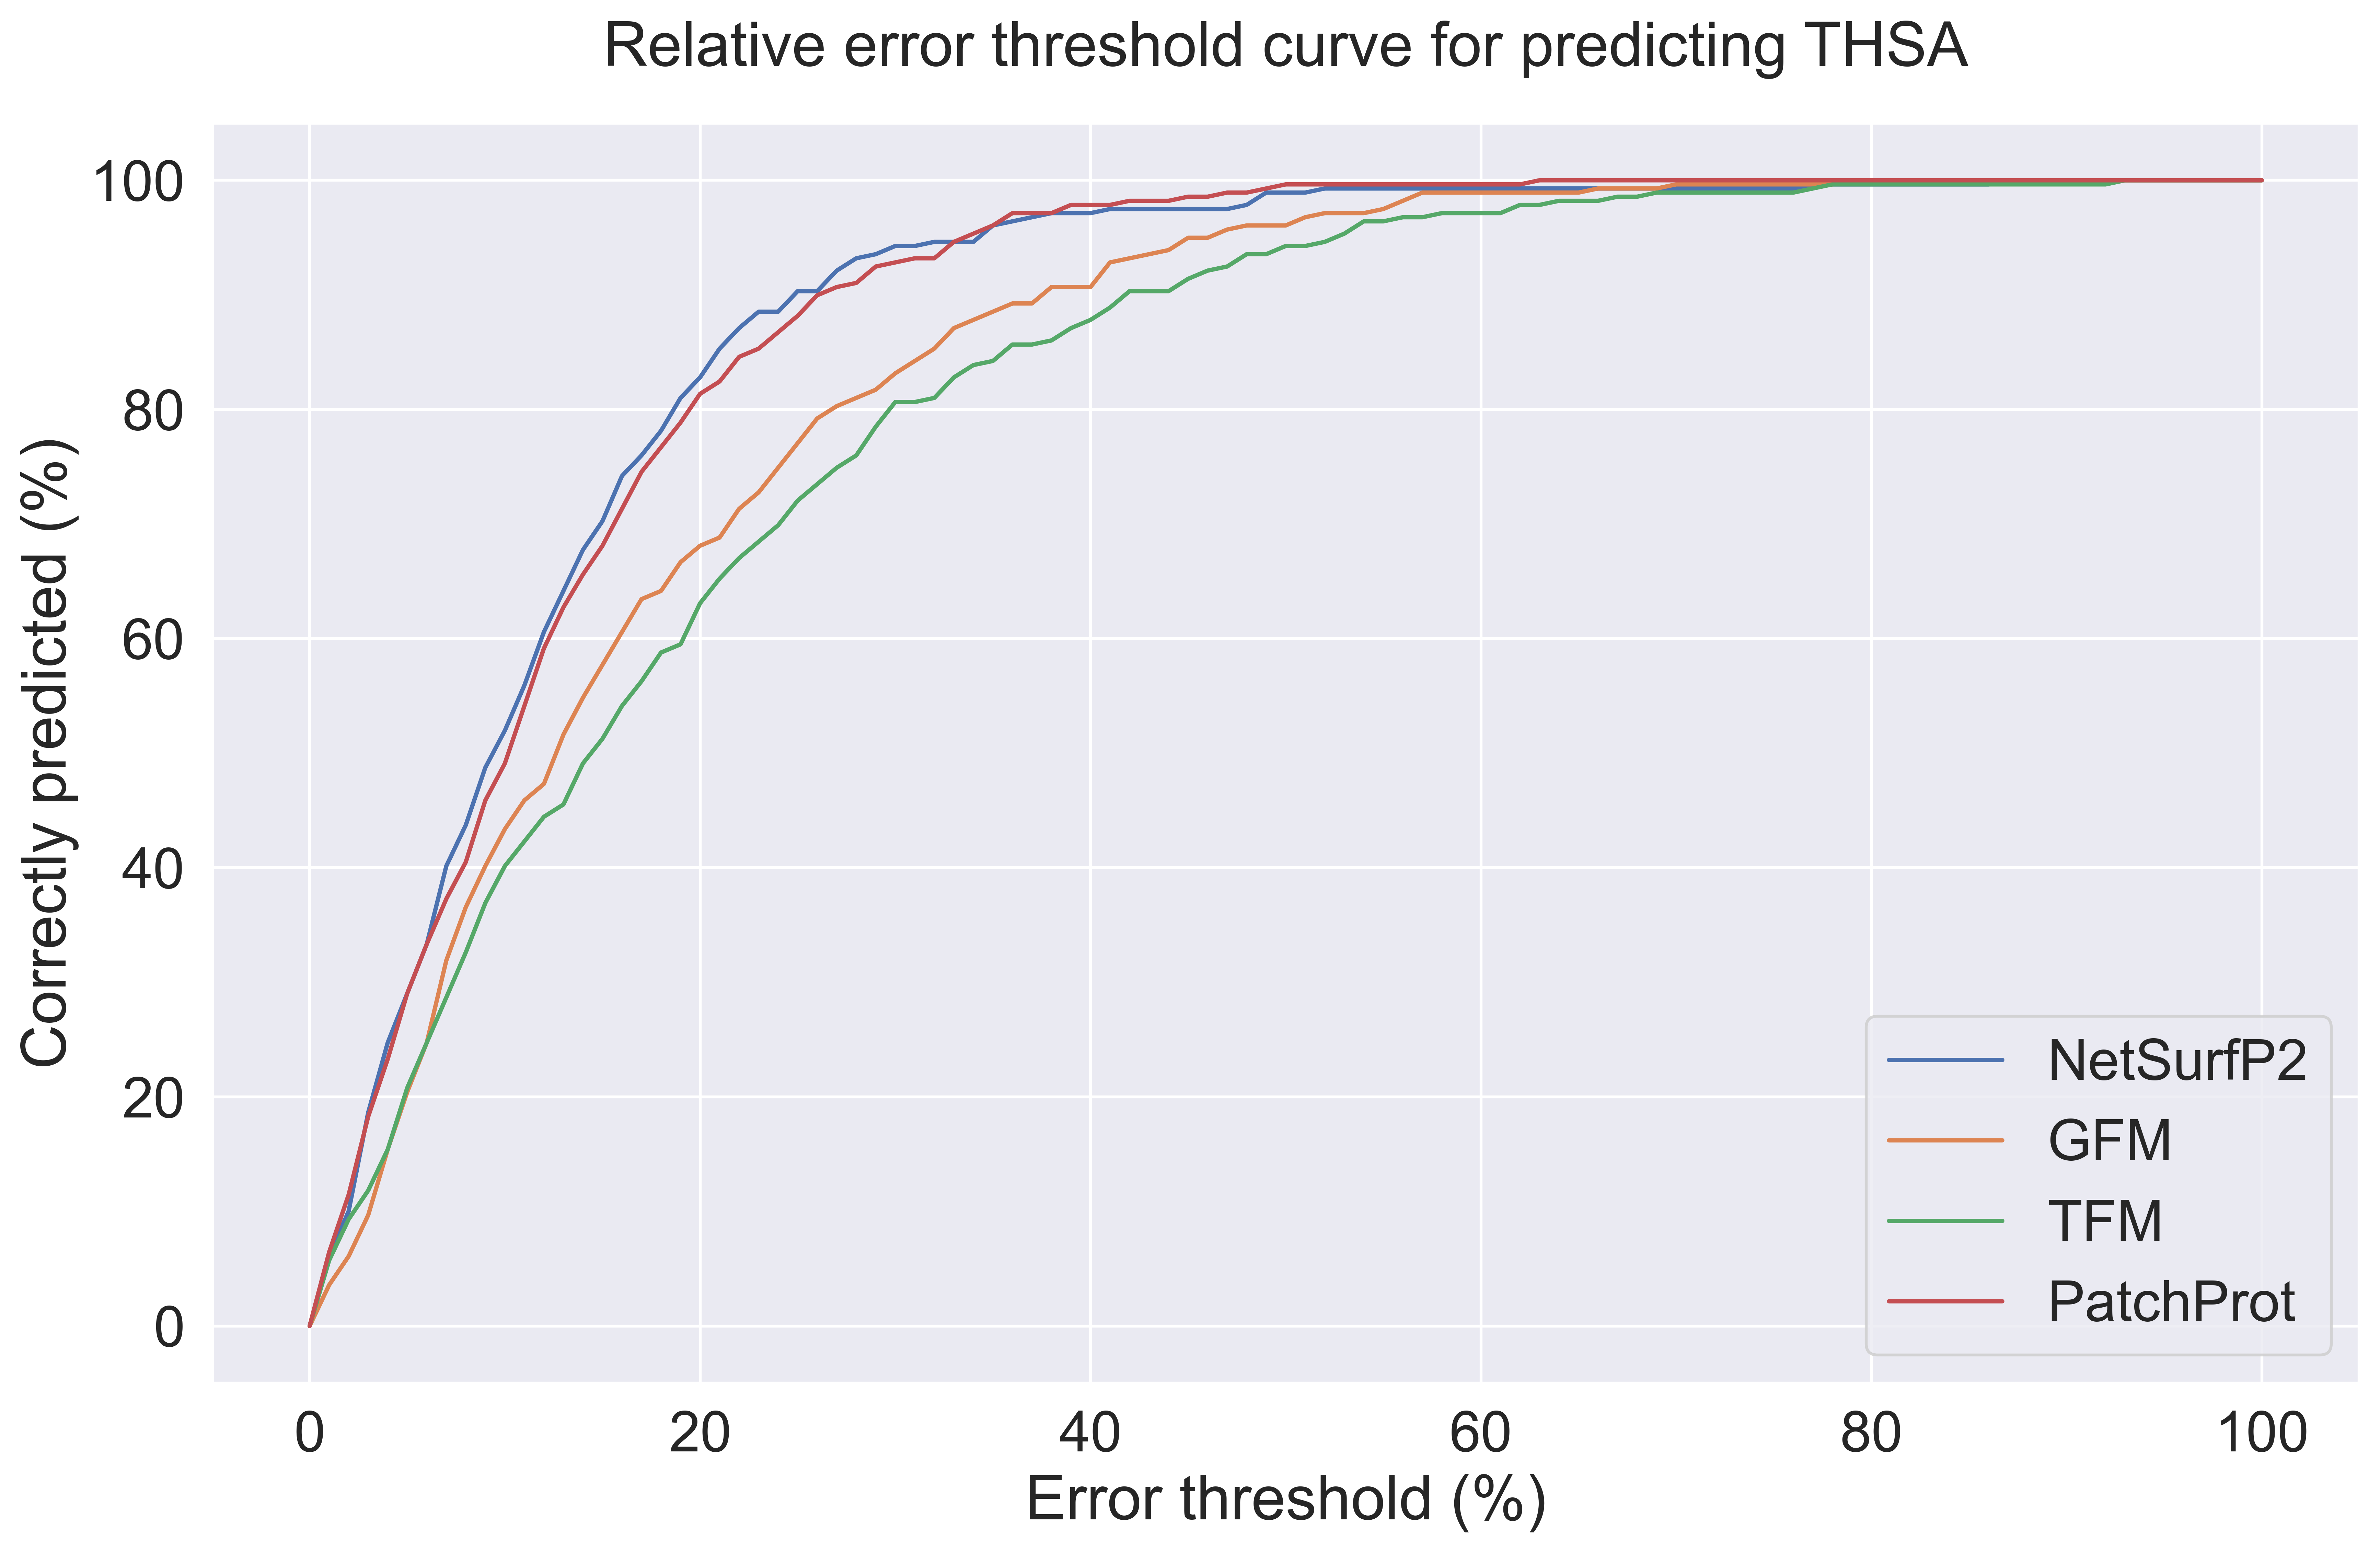 Relative error threshold curve for predicting THSA
100
80
60
40
20
0
Correctly predicted (%)
0 20 40 60 80 100
Error threshold (%)
NetSurfP2
GFM
TFM
PatchProt